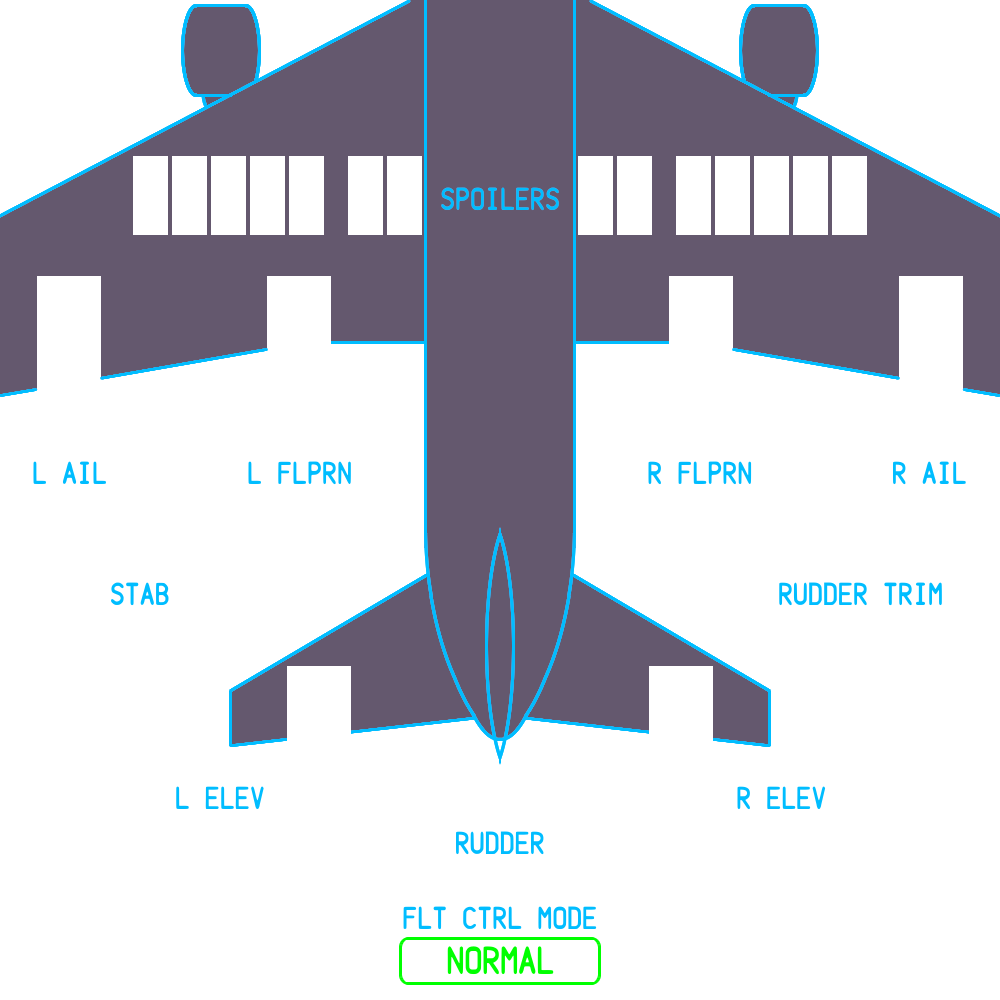 SPOILERS
L AIL
L FLPRN
R FLPRN
R AIL
STAB
RUDDER TRIM
L ELEV
R ELEV
RUDDER
FLT CTRL MODE
NORMAL